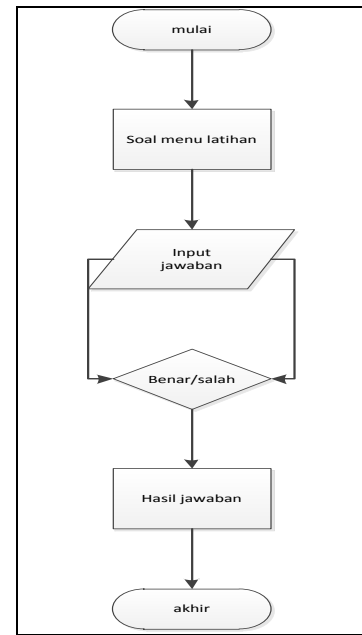 mulai
Soal menu latihan
Input
jawaban
Benar/salah
Hasil jawaban
akhir